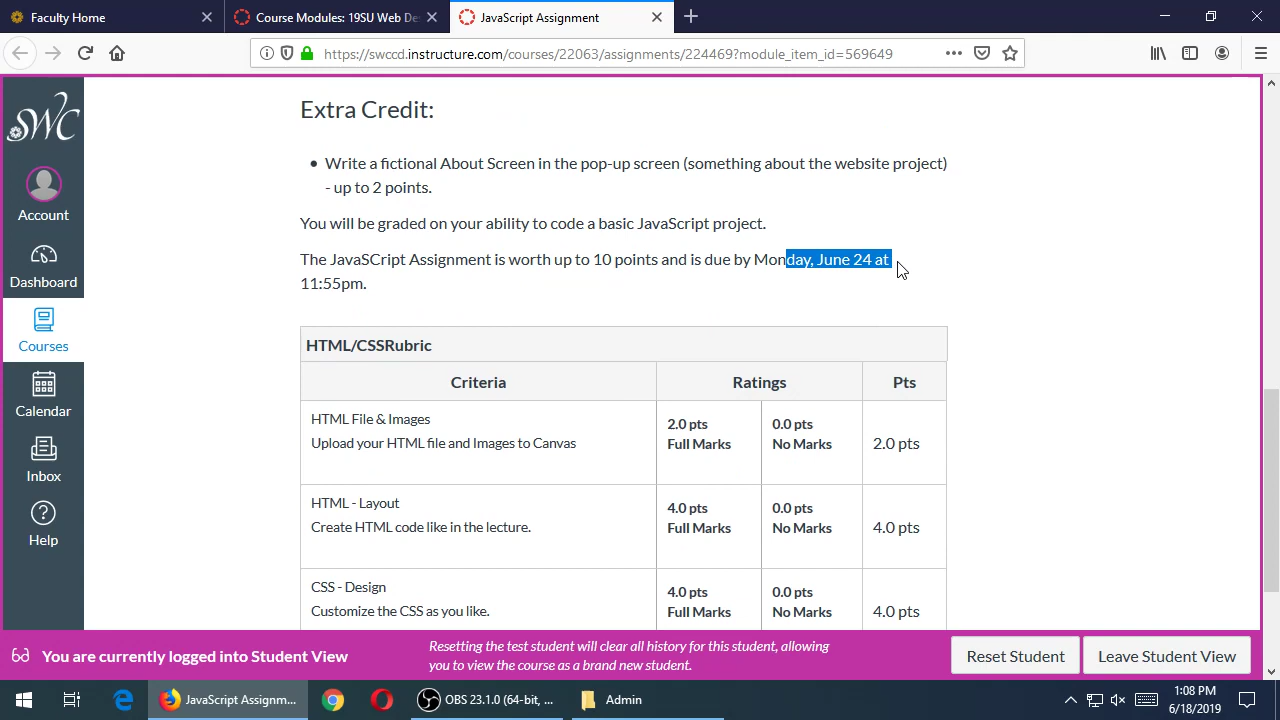 Faculty Home
Course Modules: 19SU Web De
JavaScript Assignment
https://swccd.instructure.com/courses/22063/assignments/224469?module_item_id=569649
SWC
Account
Dashboard
Courses
Calendar
Inbox
Help
Extra Credit:
• Write a fictional About Screen in the pop-up screen (something about the website project)
- up to 2 points.
You will be graded on your ability to code a basic JavaScript project.
The JavaSCript Assignment is worth up to 10 points and is due by Monday, June 24 at
11:55pm.
HTML/CSSRubric
Criteria Ratings Pts
HTML File & Images
Upload your HTML file and Images to Canvas
2.0 pts
Full Marks
0.0 pts
No Marks
2.0 pts
HTML - Layout
Create HTML code like in the lecture.
4.0 pts
Full Marks
0.0 pts
No Marks
4.0 pts
CSS - Design
Customize the CSS as you like.
4.0 pts
Full Marks
0.0 pts
No Marks
4.0 pts
You are currently logged into Student View
Resetting the test student will clear all history for this student, allowing
you to view the course as a brand new student.
Reset Student
Leave Student View
JavaScript Assignm...
OBS 23.1.0 (64-bit, ...
Admin
1:08 PM
6/18/2019